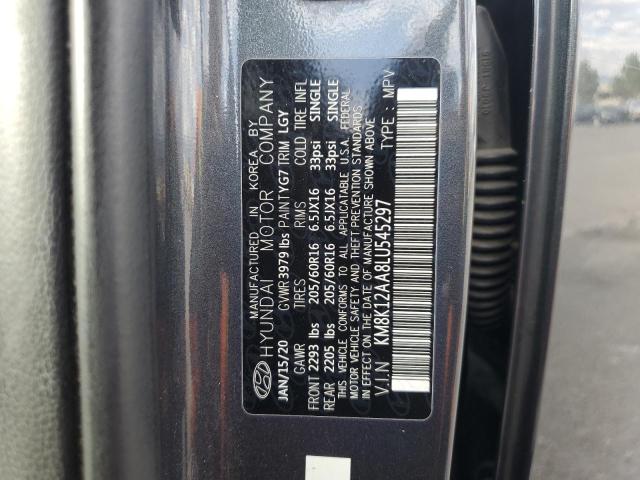 MANUFACTURED IN KOREA BY
HYUNDAI MOTOR COMPANY
JAN/15/20 GVWR 3979 lbs PAINT YG7 TRIM LGY
GAWR TIRES RIMS COLD TIRE INFL
FRONT 2293 lbs 205/60R16 6.5JX16 33psi SINGLE
REAR 2205 lbs 205/60R16 6.5JX16 33psi SINGLE
THIS VEHICLE CONFORMS TO ALL APPLICABLE U.S.A. FEDERAL
MOTOR VEHICLE SAFETY AND THEFT PREVENTION STANDARDS
IN EFFECT ON THE DATE OF MANUFACTURE SHOWN ABOVE
V.I.N KM8K12AA8LU545297 TYPE : MPV